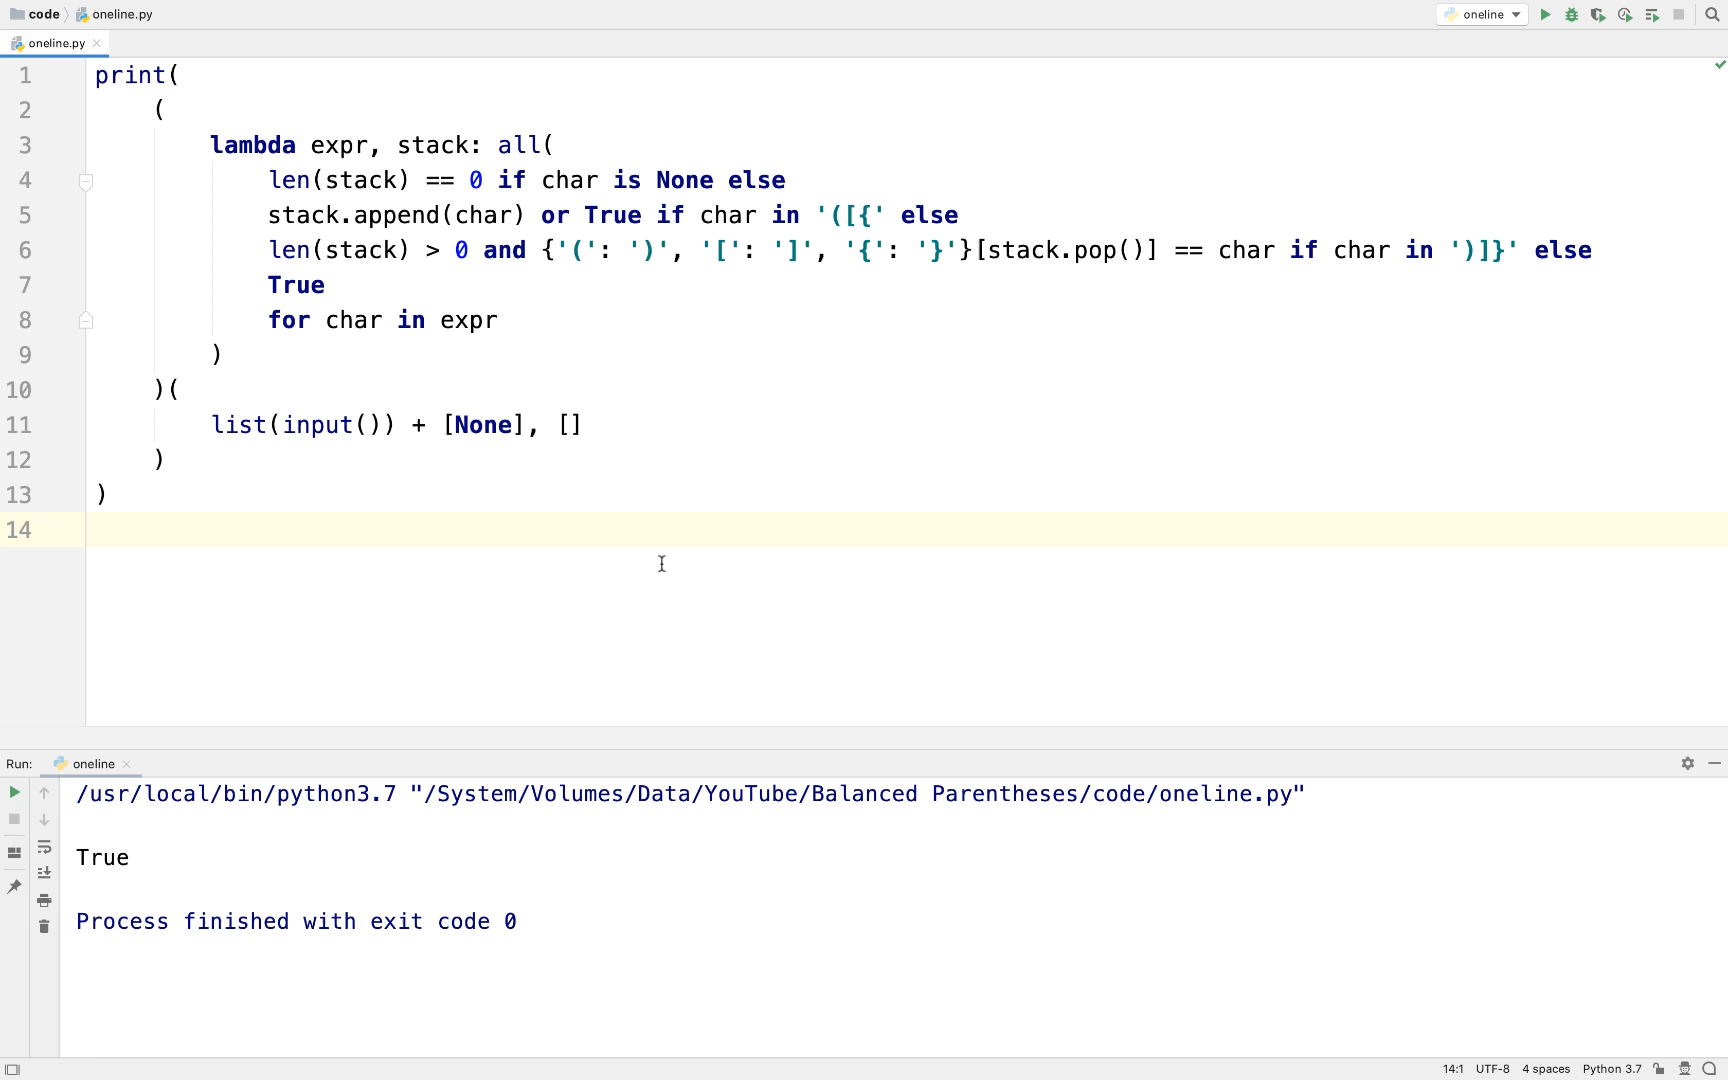 code oneline.py oneline
oneline.py
1 print(
2     (
3         lambda expr, stack: all(
4             len(stack) == 0 if char is None else
5             stack.append(char) or True if char in '([{' else
6             len(stack) > 0 and {'(': ')', '[': ']', '{': '}'}[stack.pop()] == char if char in ')]}' else
7             True
8             for char in expr
9         )
10     )(
11         list(input()) + [None], []
12     )
13 )
14
Run: oneline
/usr/local/bin/python3.7 "/System/Volumes/Data/YouTube/Balanced Parentheses/code/oneline.py"
True
Process finished with exit code 0
14:1 UTF-8 4 spaces Python 3.7